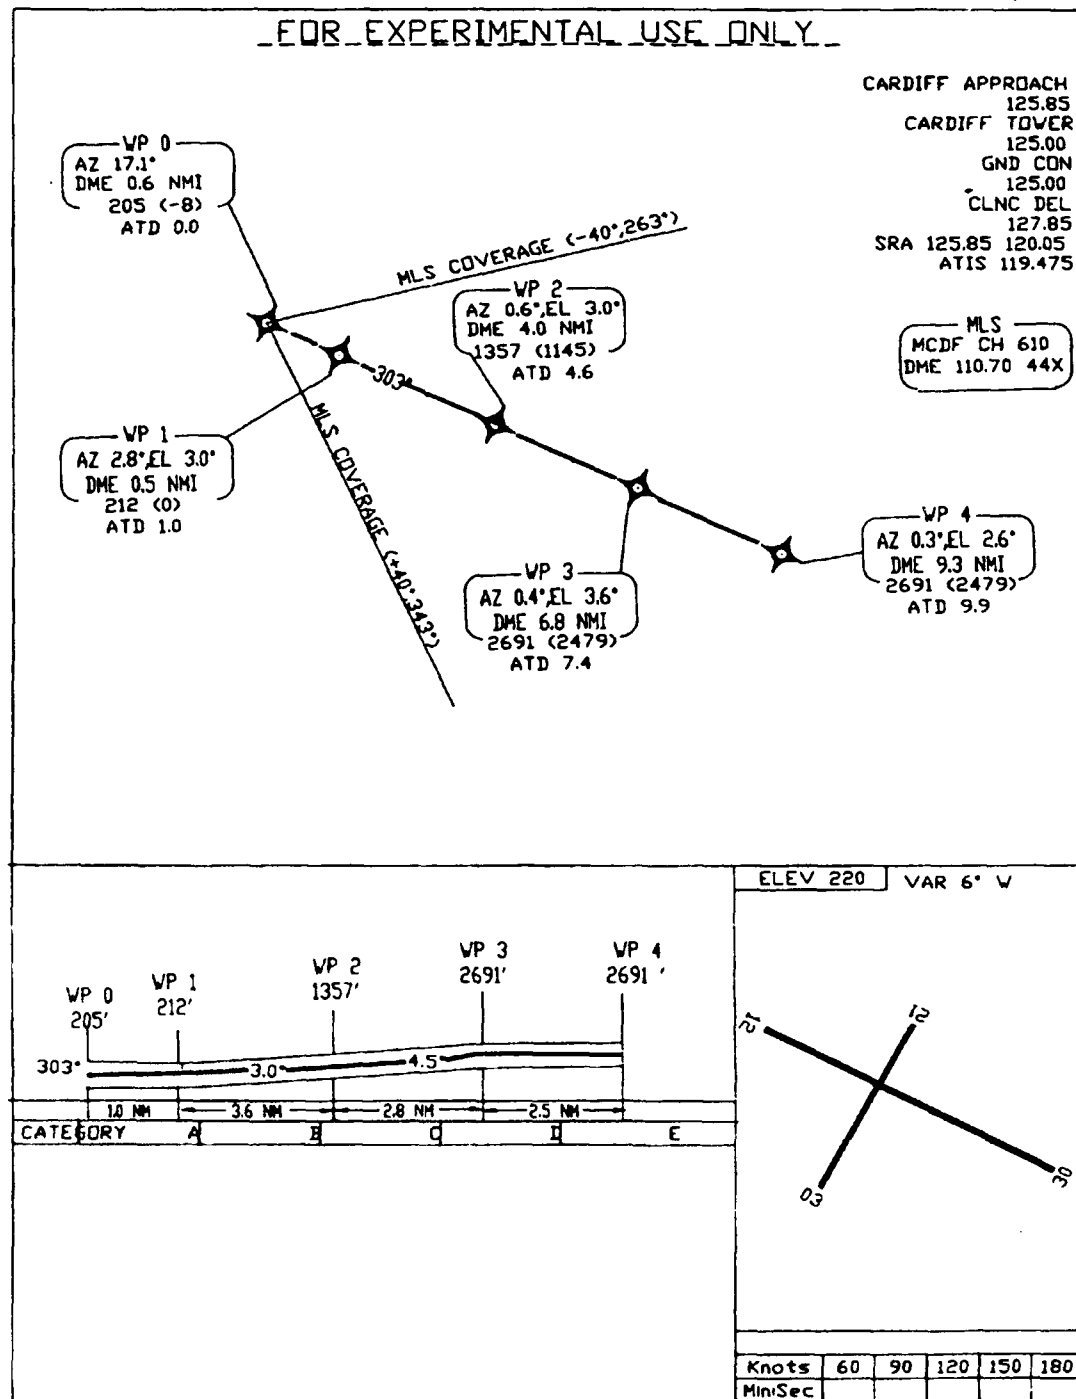 FOR EXPERIMENTAL USE ONLY
CARDIFF APPROACH
125.85
CARDIFF TOWER
125.00
GND CON
125.00
CLNC DEL
127.85
SRA 125.85 120.05
ATIS 119.475
MLS
MCDF CH 610
DME 110.70 44X
WP 0
AZ 17.1°
DME 0.6 NMI
205 (-8)
ATD 0.0
MLS COVERAGE (-40°,263°)
WP 2
AZ 0.6°,EL 3.0°
DME 4.0 NMI
1357 (1145)
ATD 4.6
303°
WP 1
AZ 2.8°,EL 3.0°
DME 0.5 NMI
212 (0)
ATD 1.0
MLS COVERAGE (+40°,343°)
WP 3
AZ 0.4°,EL 3.6°
DME 6.8 NMI
2691 (2479)
ATD 7.4
WP 4
AZ 0.3°,EL 2.6°
DME 9.3 NMI
2691 (2479)
ATD 9.9
ELEV 220
VAR 6° W
WP 0
205'
WP 1
212'
WP 2
1357'
WP 3
2691'
WP 4
2691 '
303°
3.0°
4.5°
1.0 NM
3.6 NM
2.8 NM
2.5 NM
CATEGORY A B C D E
12
21
03
30
Knots 60 90 120 150 180
Min:Sec